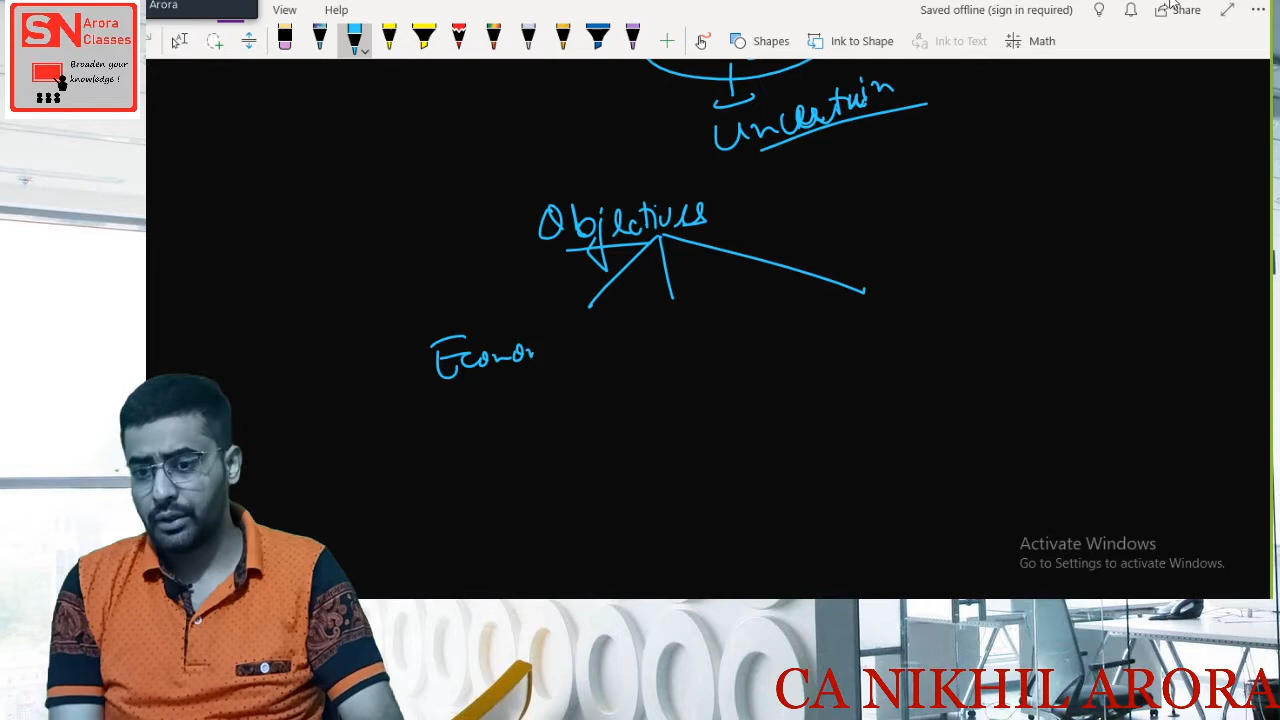 Arora
SN Arora
Classes
Broaden your
knowledge !
View
Help
Saved offline (sign in required)
Share
Shapes
Ink to Shape
Ink to Text
Math
Uncertain
Objectives
Econo
Activate Windows
Go to Settings to activate Windows.
CA NIKHIL ARORA